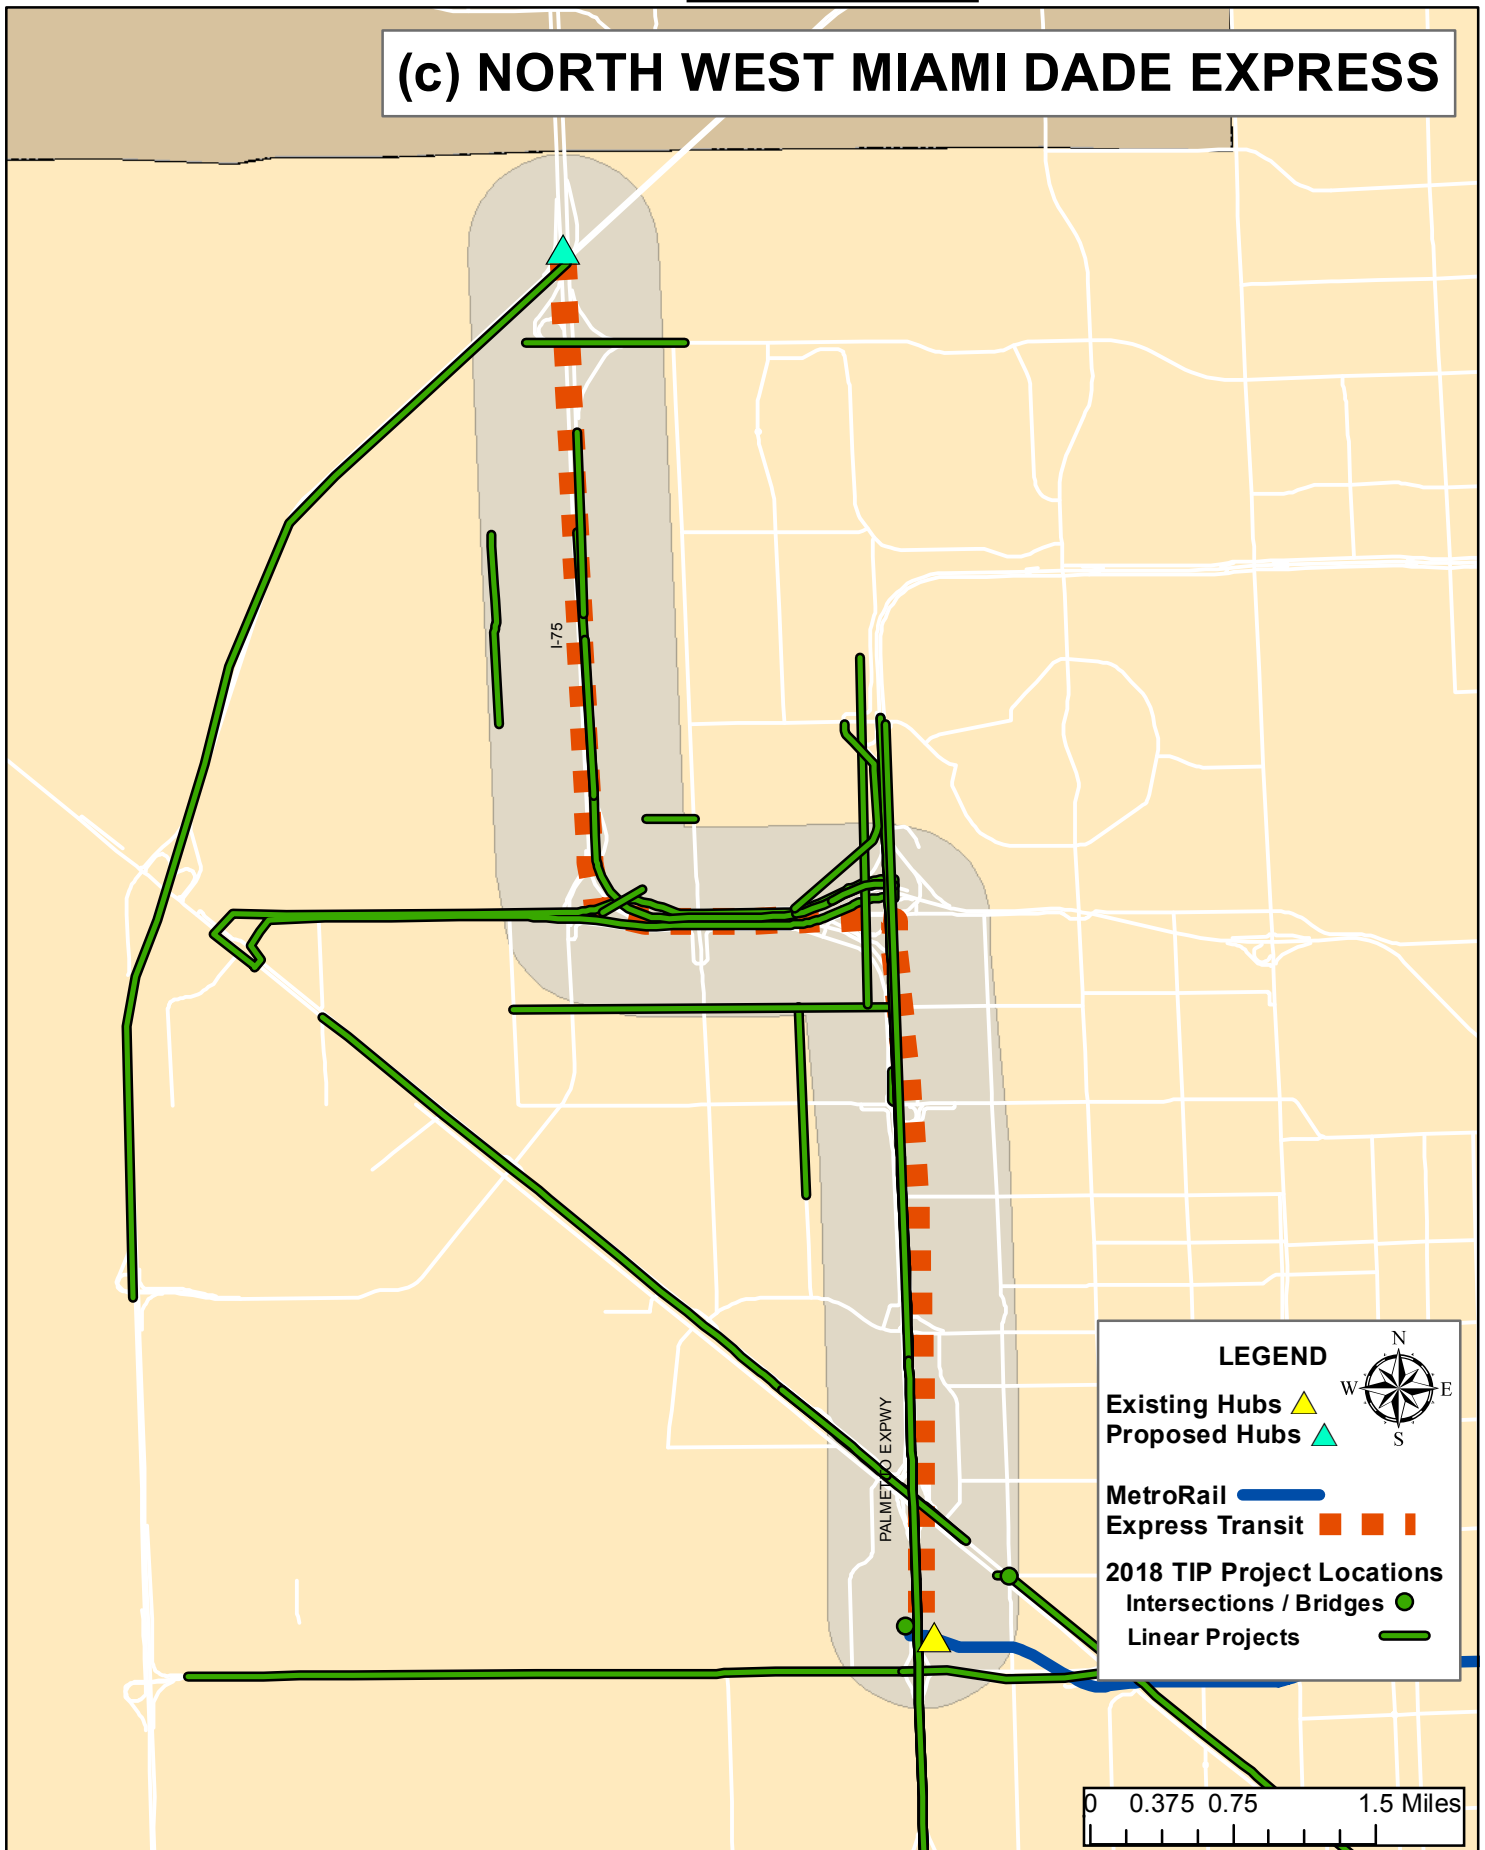 (c) NORTH WEST MIAMI DADE EXPRESS
I-75
PALMETTO EXPWY
LEGEND
N
W
E
S
Existing Hubs
Proposed Hubs
MetroRail
Express Transit
2018 TIP Project Locations
Intersections / Bridges
Linear Projects
0 0.375 0.75 1.5 Miles